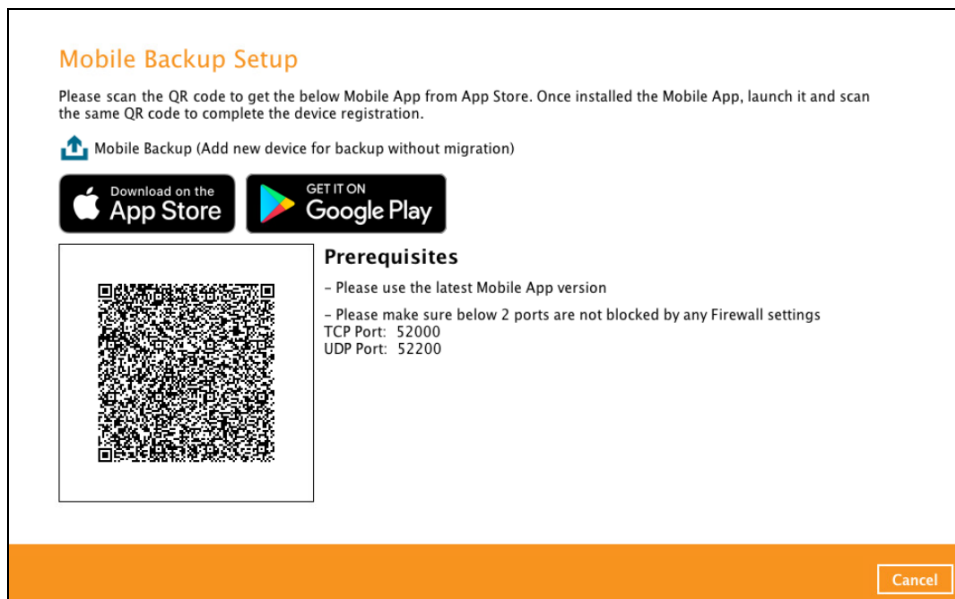 Mobile Backup Setup
Please scan the QR code to get the below Mobile App from App Store. Once installed the Mobile App, launch it and scan
the same QR code to complete the device registration.
Mobile Backup (Add new device for backup without migration)
Download on the
App Store
GET IT ON
Google Play
Prerequisites
– Please use the latest Mobile App version
– Please make sure below 2 ports are not blocked by any Firewall settings
TCP Port: 52000
UDP Port: 52200
Cancel